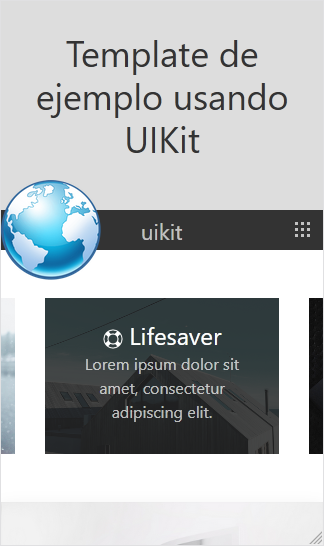 Template de
ejemplo usando
UIKit
uikit
Lifesaver
Lorem ipsum dolor sit
amet, consectetur
adipiscing elit.